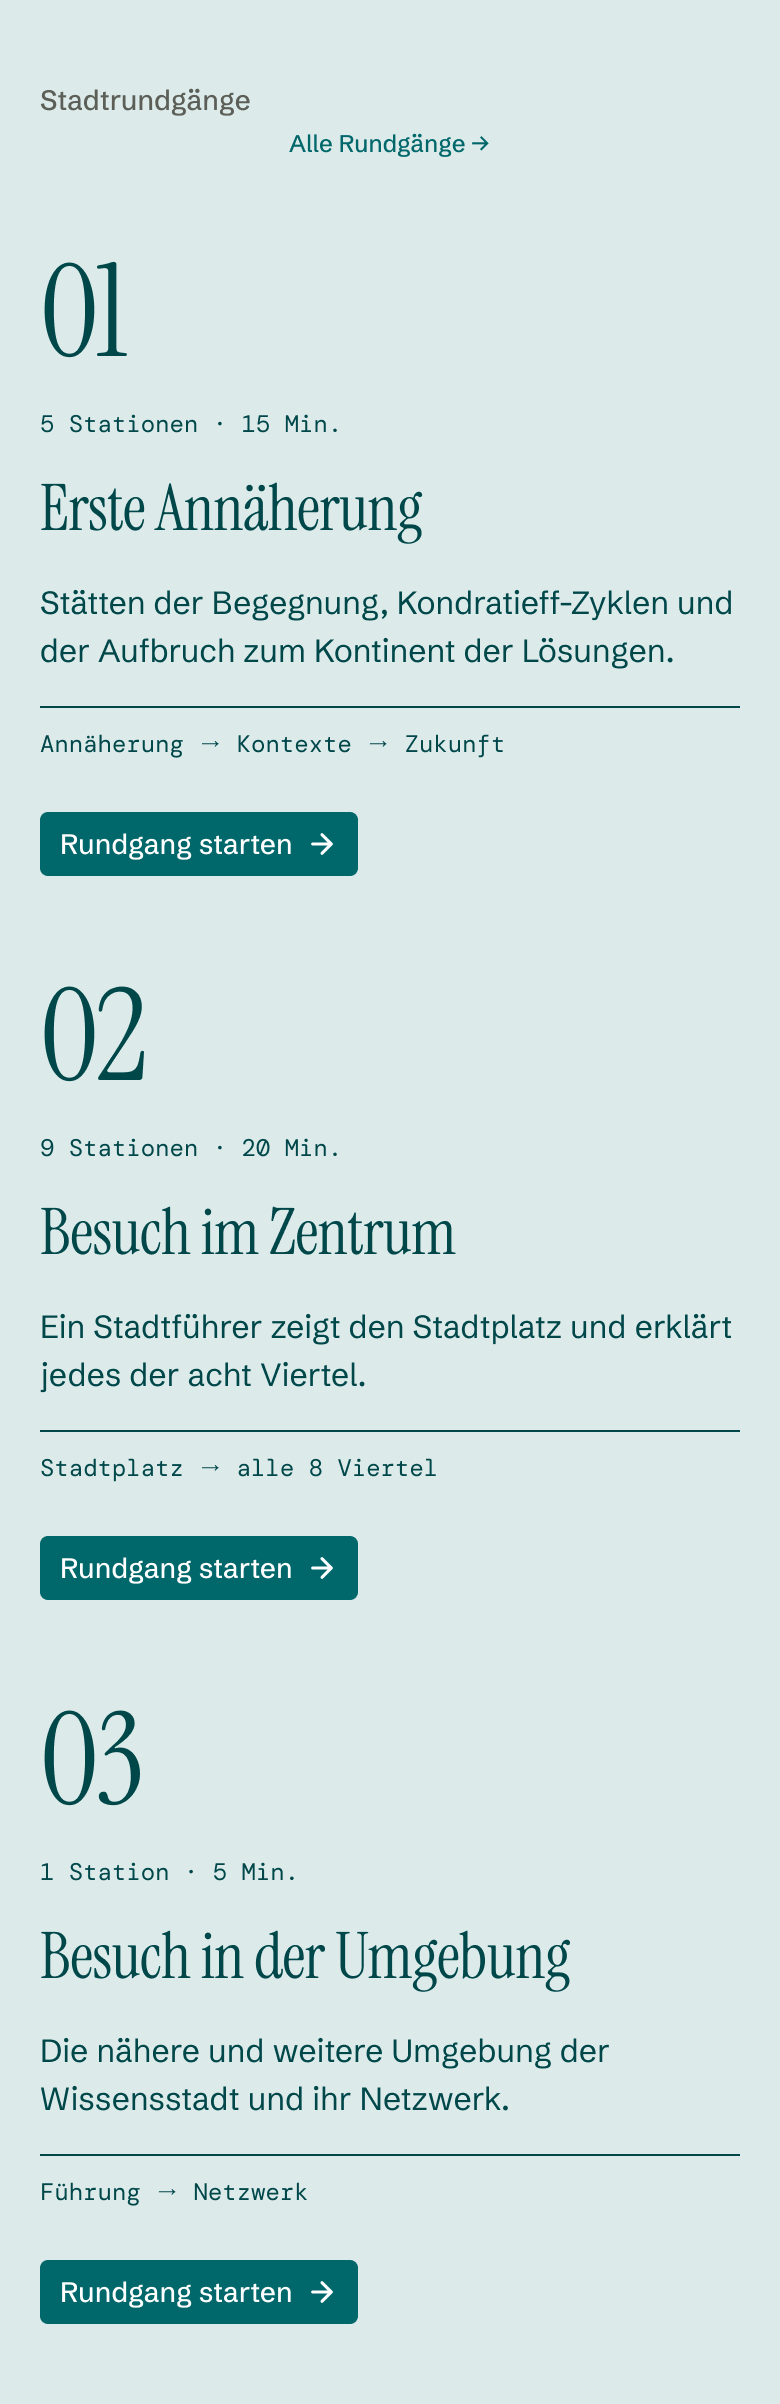 Stadtrundgänge
Alle Rundgänge →
01
5 Stationen · 15 Min.
Erste Annäherung
Stätten der Begegnung, Kondratieff-Zyklen und
der Aufbruch zum Kontinent der Lösungen.
Annäherung → Kontexte → Zukunft
Rundgang starten →
02
9 Stationen · 20 Min.
Besuch im Zentrum
Ein Stadtführer zeigt den Stadtplatz und erklärt
jedes der acht Viertel.
Stadtplatz → alle 8 Viertel
Rundgang starten →
03
1 Station · 5 Min.
Besuch in der Umgebung
Die nähere und weitere Umgebung der
Wissensstadt und ihr Netzwerk.
Führung → Netzwerk
Rundgang starten →